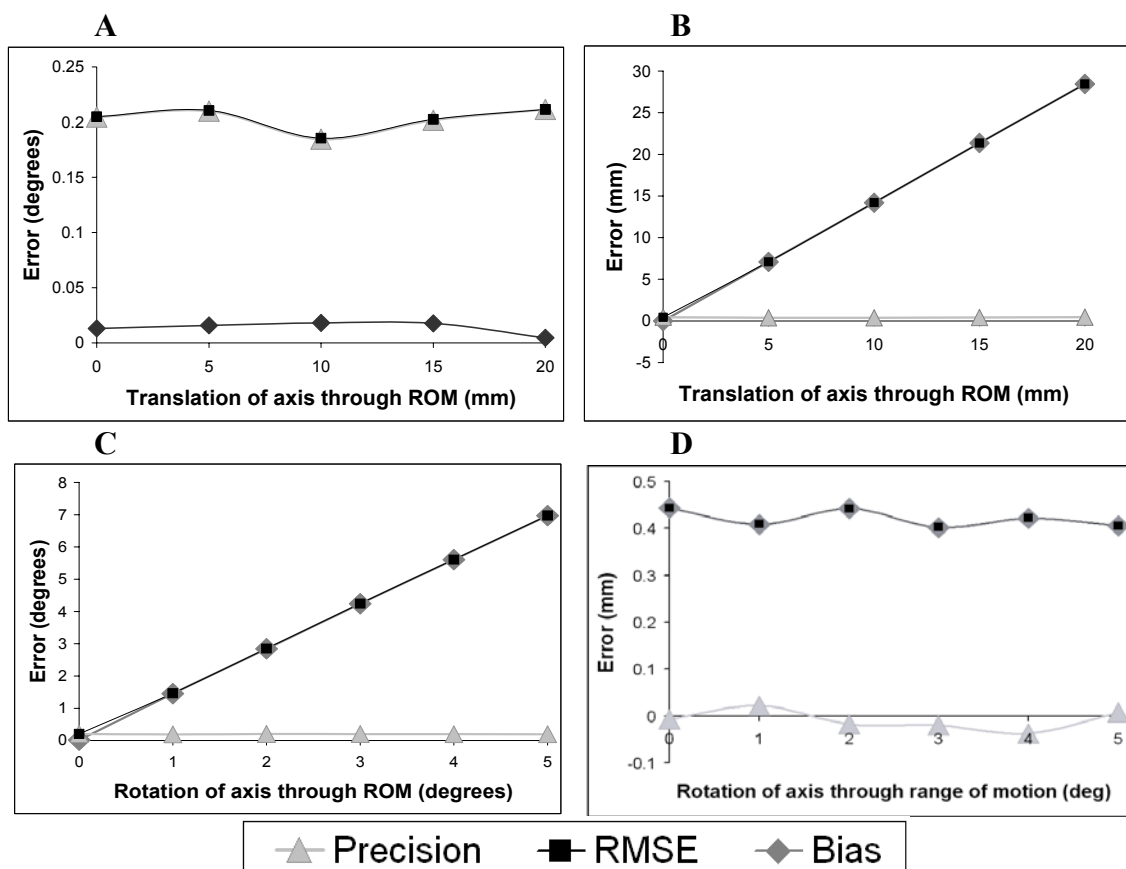 A
0.25
0.2
0.15
0.1
0.05
0
Error (degrees)
0 5 10 15 20
Translation of axis through ROM (mm)
B
30
25
20
15
10
5
0
-5
Error (mm)
0 5 10 15 20
Translation of axis through ROM (mm)
C
8
7
6
5
4
3
2
1
0
Error (degrees)
0 1 2 3 4 5
Rotation of axis through ROM (degrees)
D
0.5
0.4
0.3
0.2
0.1
0
-0.1
Error (mm)
0 1 2 3 4 5
Rotation of axis through range of motion (deg)
Precision RMSE Bias